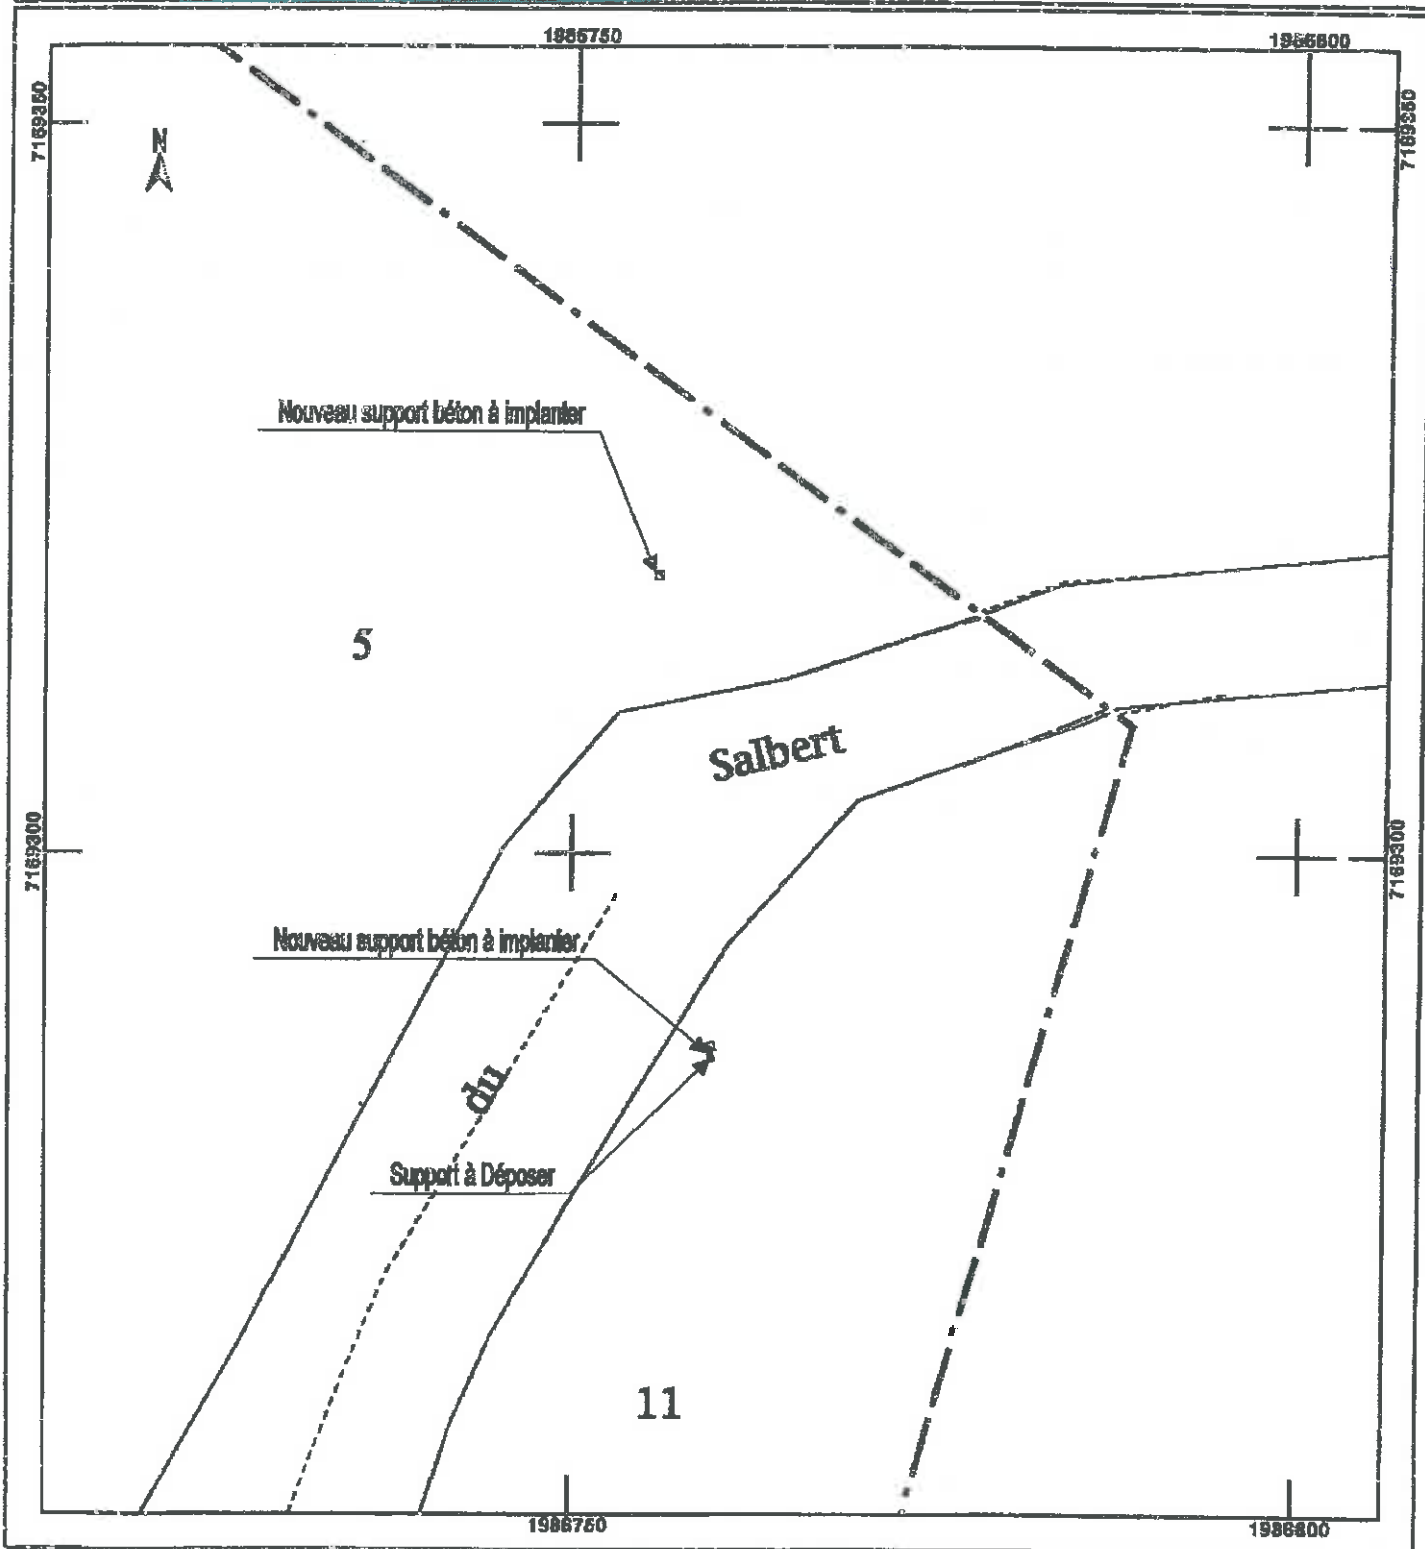 1986750
1986800
7169350
7169350
N
Nouveau support béton à implanter
5
Salbert
7169300
7169300
Nouveau support béton à implanter
du
Support à Déposer
11
1986750
1986800